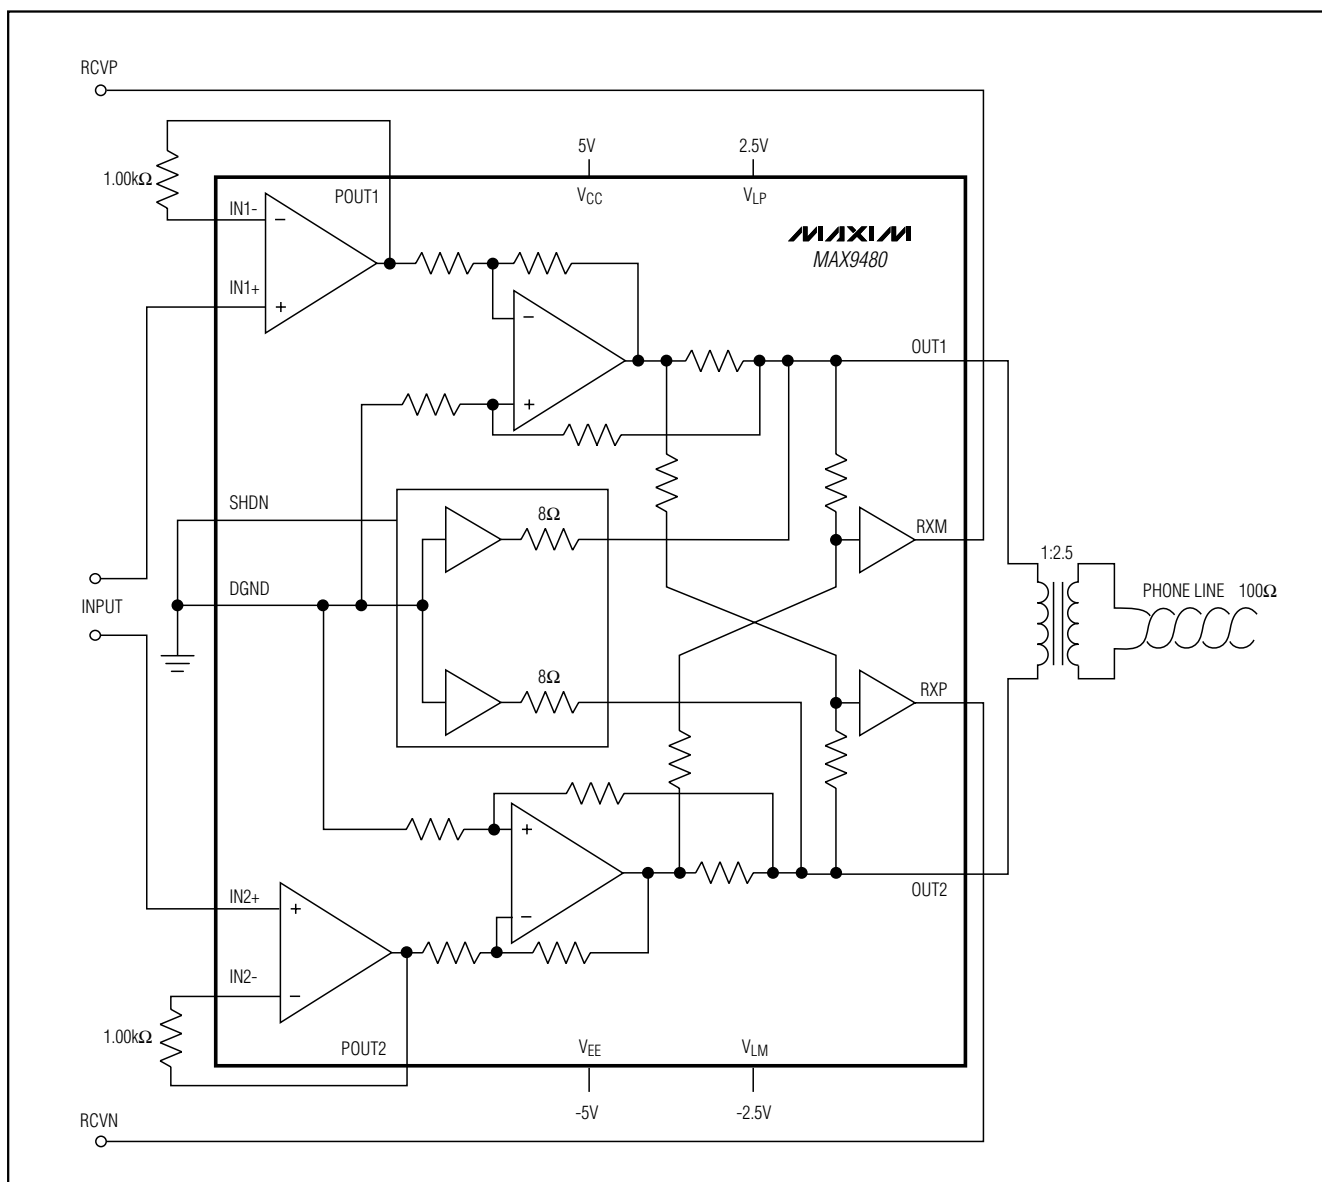 RCVP
5V
2.5V
1.00kΩ
POUT1
VCC
VLP
IN1-
−
MAXIM
MAX9480
IN1+
+
−
OUT1
+
SHDN
8Ω
RXM
1:2.5
DGND
PHONE LINE 100Ω
INPUT
8Ω
RXP
+
IN2+
+
OUT2
−
IN2-
−
1.00kΩ
POUT2
VEE
VLM
-5V
-2.5V
RCVN